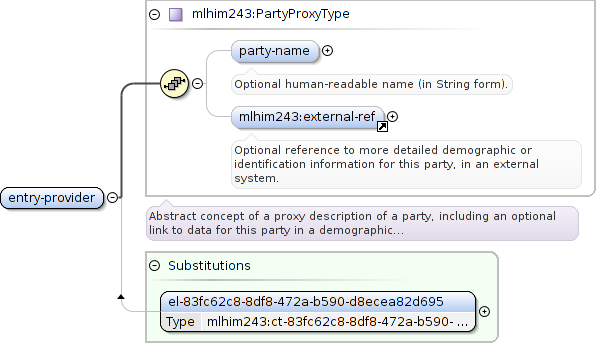 mlhim243:PartyProxyType
party-name
Optional human-readable name (in String form).
mlhim243:external-ref
Optional reference to more detailed demographic or
identification information for this party, in an external
system.
entry-provider
Abstract concept of a proxy description of a party, including an optional
link to data for this party in a demographic...
Substitutions
el-83fc62c8-8df8-472a-b590-d8ecea82d695
Type mlhim243:ct-83fc62c8-8df8-472a-b590- ...